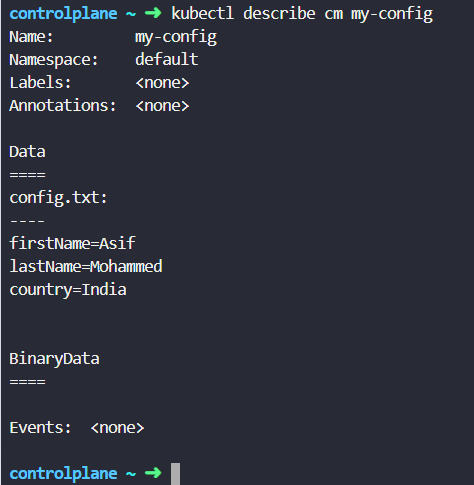 controlplane ~ ➜ kubectl describe cm my-config
Name:         my-config
Namespace:    default
Labels:       <none>
Annotations:  <none>

Data
====
config.txt:
----
firstName=Asif
lastName=Mohammed
country=India


BinaryData
====

Events:  <none>

controlplane ~ ➜